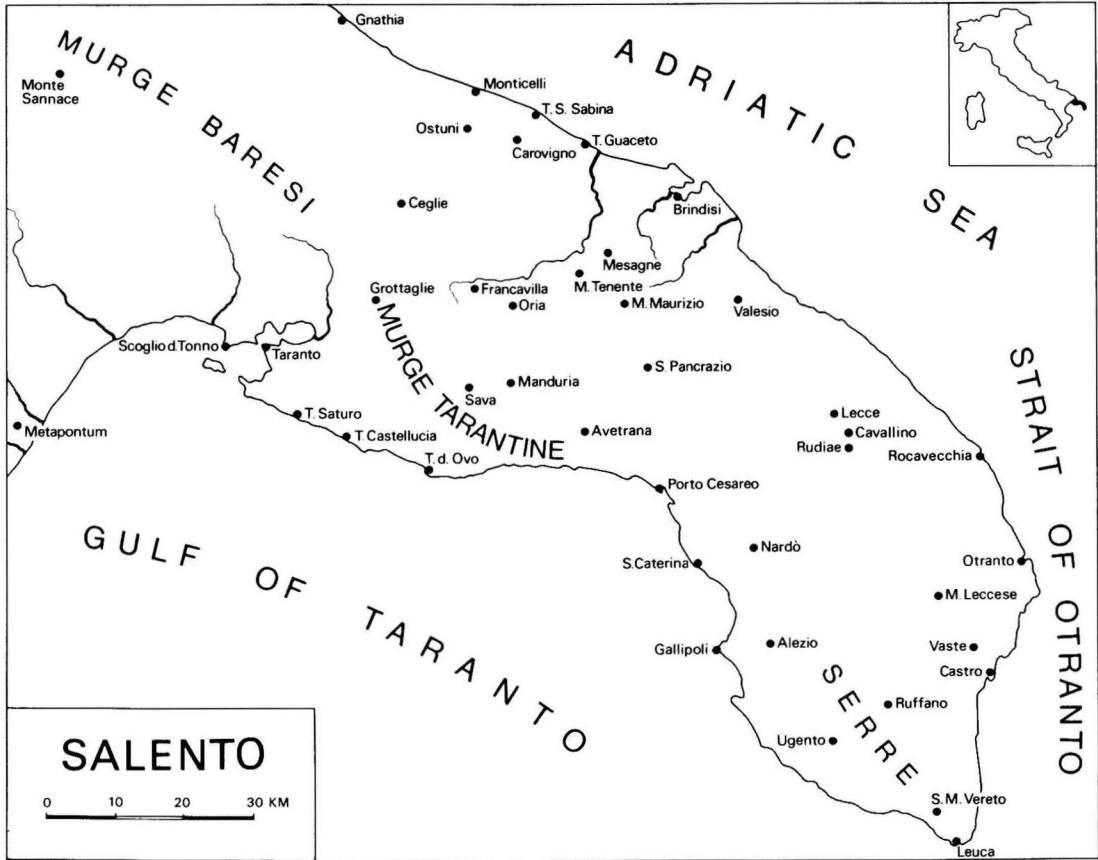 Gnathia
MURGE BARESI
ADRIATIC SEA
Monte
Sannace
Monticelli
T. S. Sabina
Ostuni
Carovigno
T. Guaceto
Ceglie
Brindisi
Mesagne
M. Tenente
Grottaglie
Francavilla
Oria
M. Maurizio
Valesio
MURGE TARANTINE
Scoglio d. Tonno
Taranto
S. Pancrazio
STRAIT OF OTRANTO
Sava
Manduria
T. Saturo
Lecce
Metapontum
T. Castellucia
Avetrana
Cavallino
Rudiae
Rocavecchia
T. d. Ovo
Porto Cesareo
GULF OF TARANTO
Nardò
S. Caterina
Otranto
M. Leccese
Gallipoli
Alezio
Vaste
Castro
SERRE
Ruffano
Ugento
SALENTO
0 10 20 30 KM
S. M. Vereto
Leuca